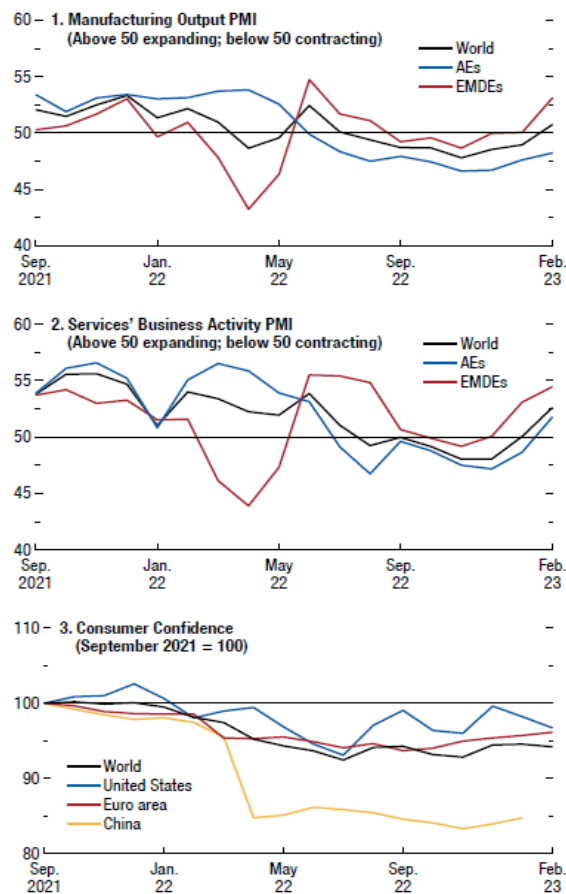 60
1. Manufacturing Output PMI
(Above 50 expanding; below 50 contracting)
World
AEs
EMDEs
55
50
45
40
Sep. 2021
Jan. 22
May 22
Sep. 22
Feb. 23
60
2. Services' Business Activity PMI
(Above 50 expanding; below 50 contracting)
World
AEs
EMDEs
55
50
45
40
Sep. 2021
Jan. 22
May 22
Sep. 22
Feb. 23
110
3. Consumer Confidence
(September 2021 = 100)
100
90
World
United States
Euro area
China
80
Sep. 2021
Jan. 22
May 22
Sep. 22
Feb. 23